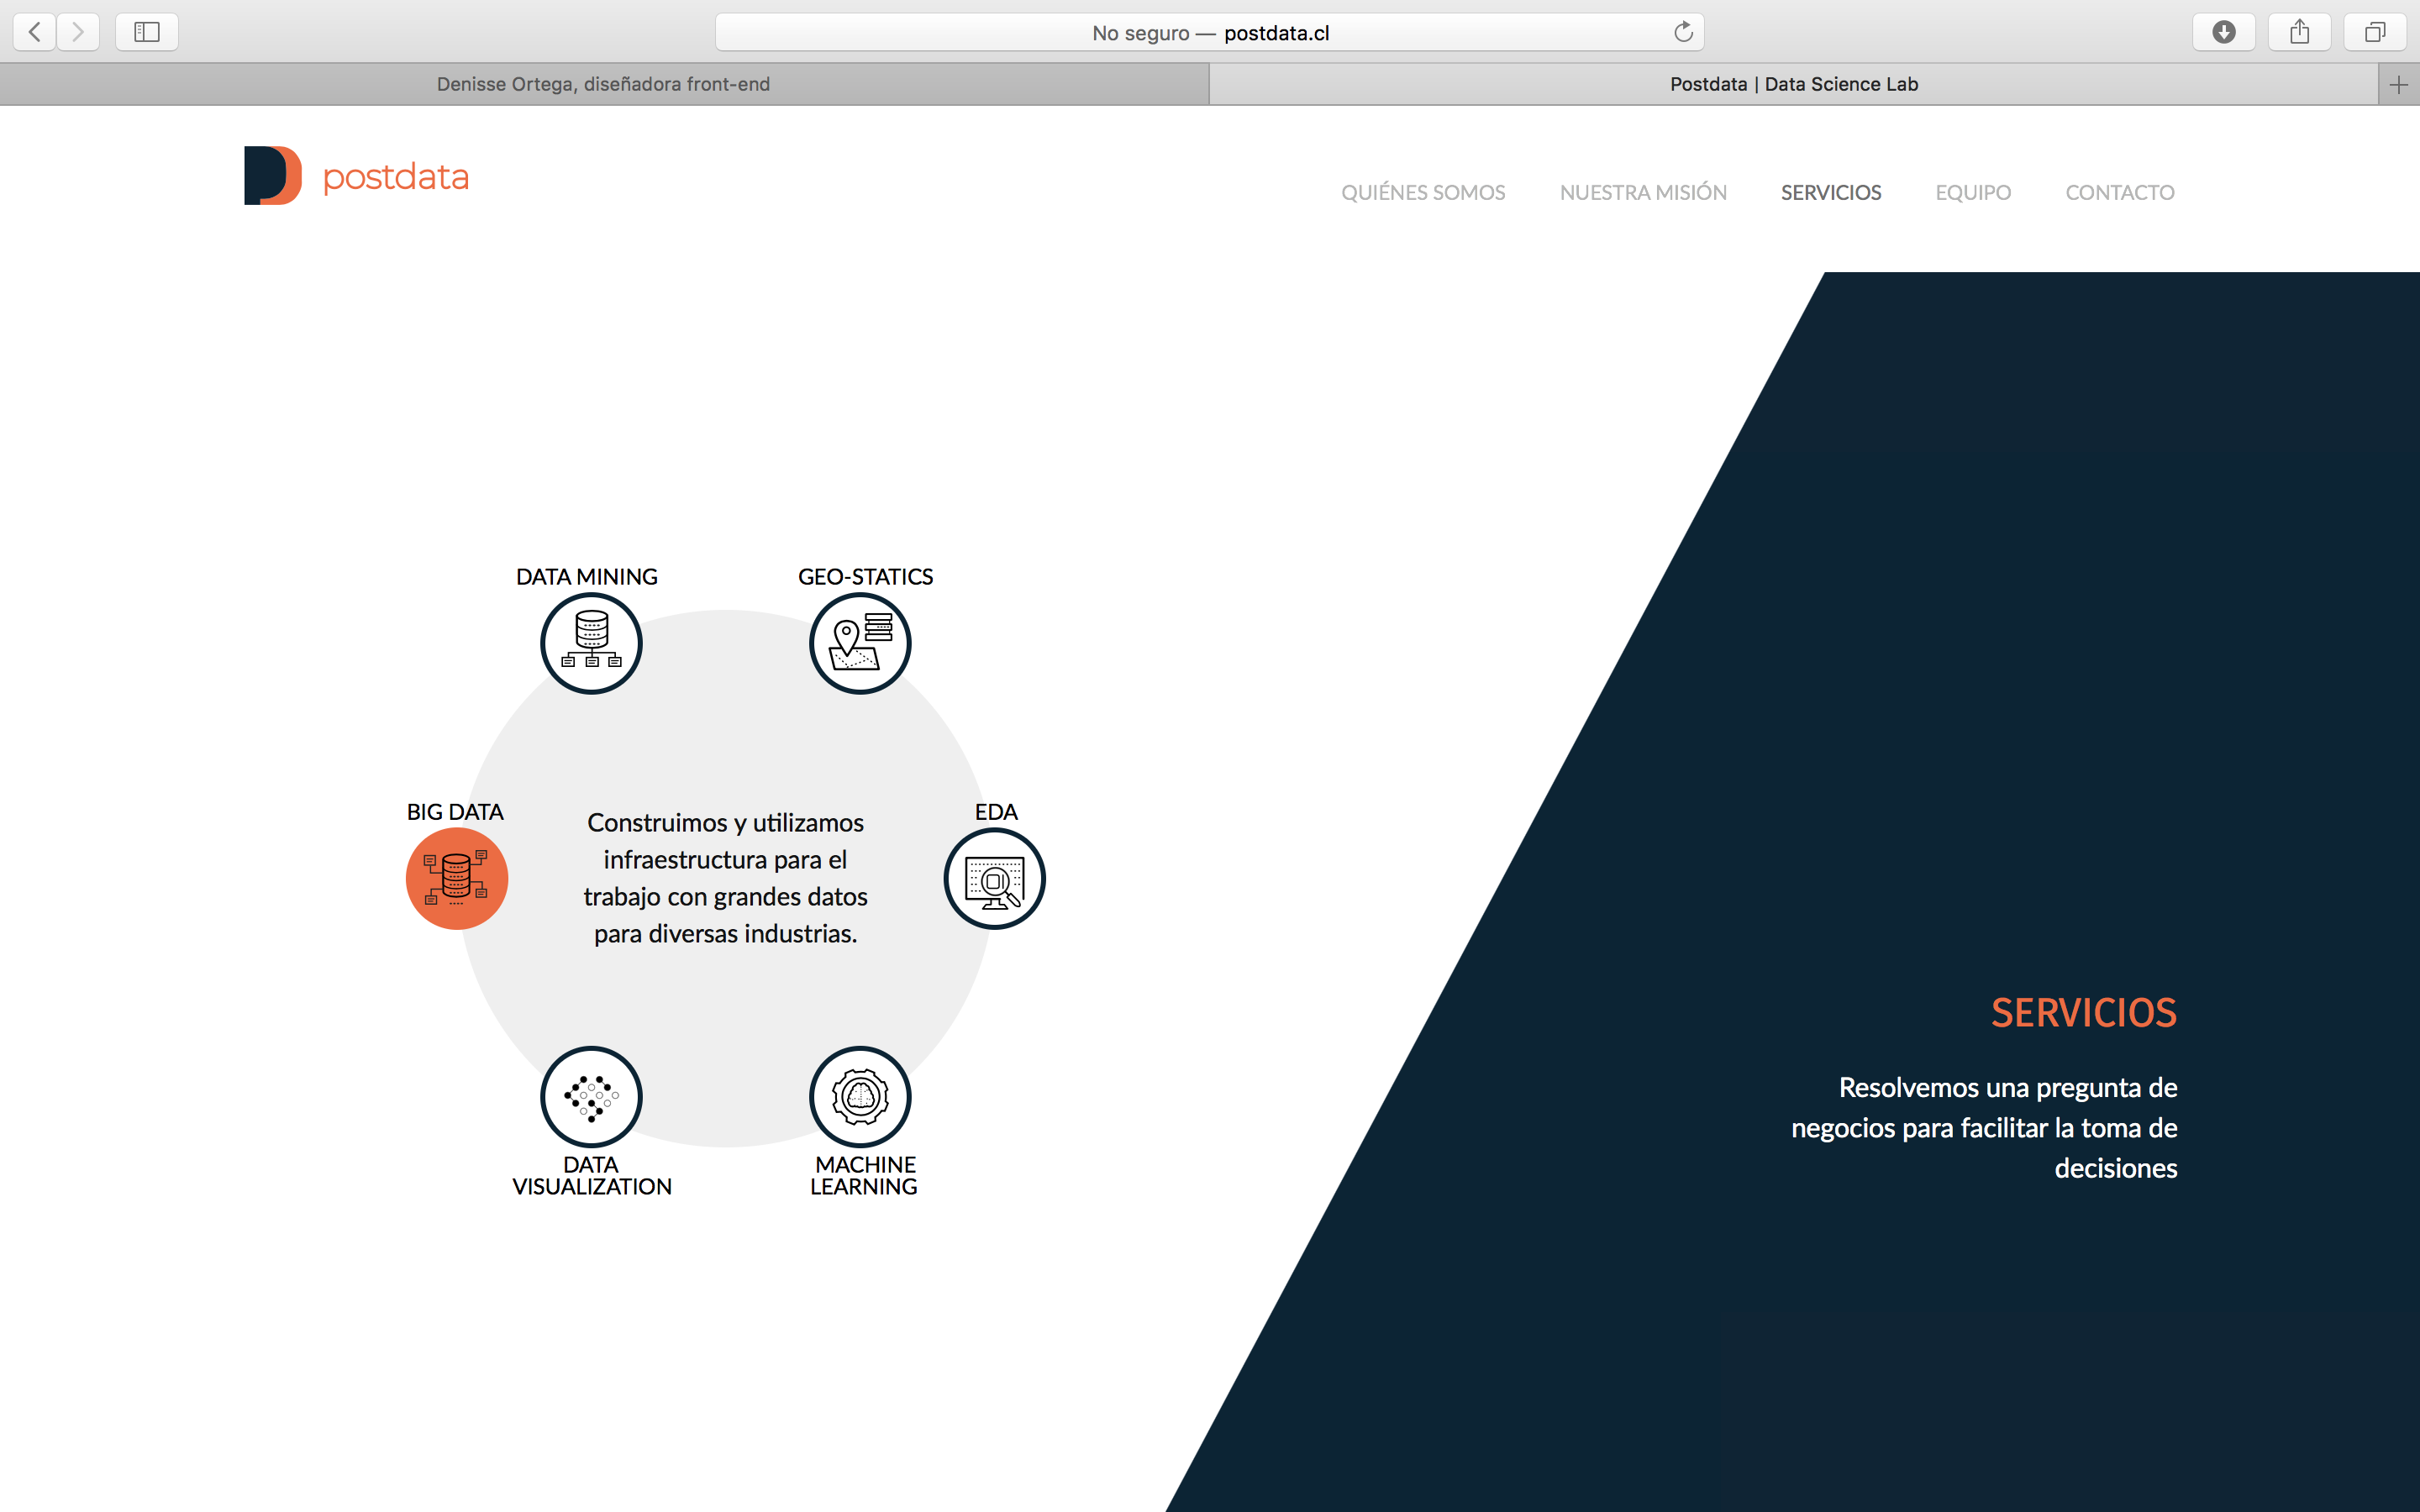 No seguro — postdata.cl
Denisse Ortega, diseñadora front-end
Postdata | Data Science Lab
postdata
QUIÉNES SOMOS
NUESTRA MISIÓN
SERVICIOS
EQUIPO
CONTACTO
DATA MINING
GEO-STATICS
BIG DATA
EDA
Construimos y utilizamos
infraestructura para el
trabajo con grandes datos
para diversas industrias.
DATA
VISUALIZATION
MACHINE
LEARNING
SERVICIOS
Resolvemos una pregunta de
negocios para facilitar la toma de
decisiones